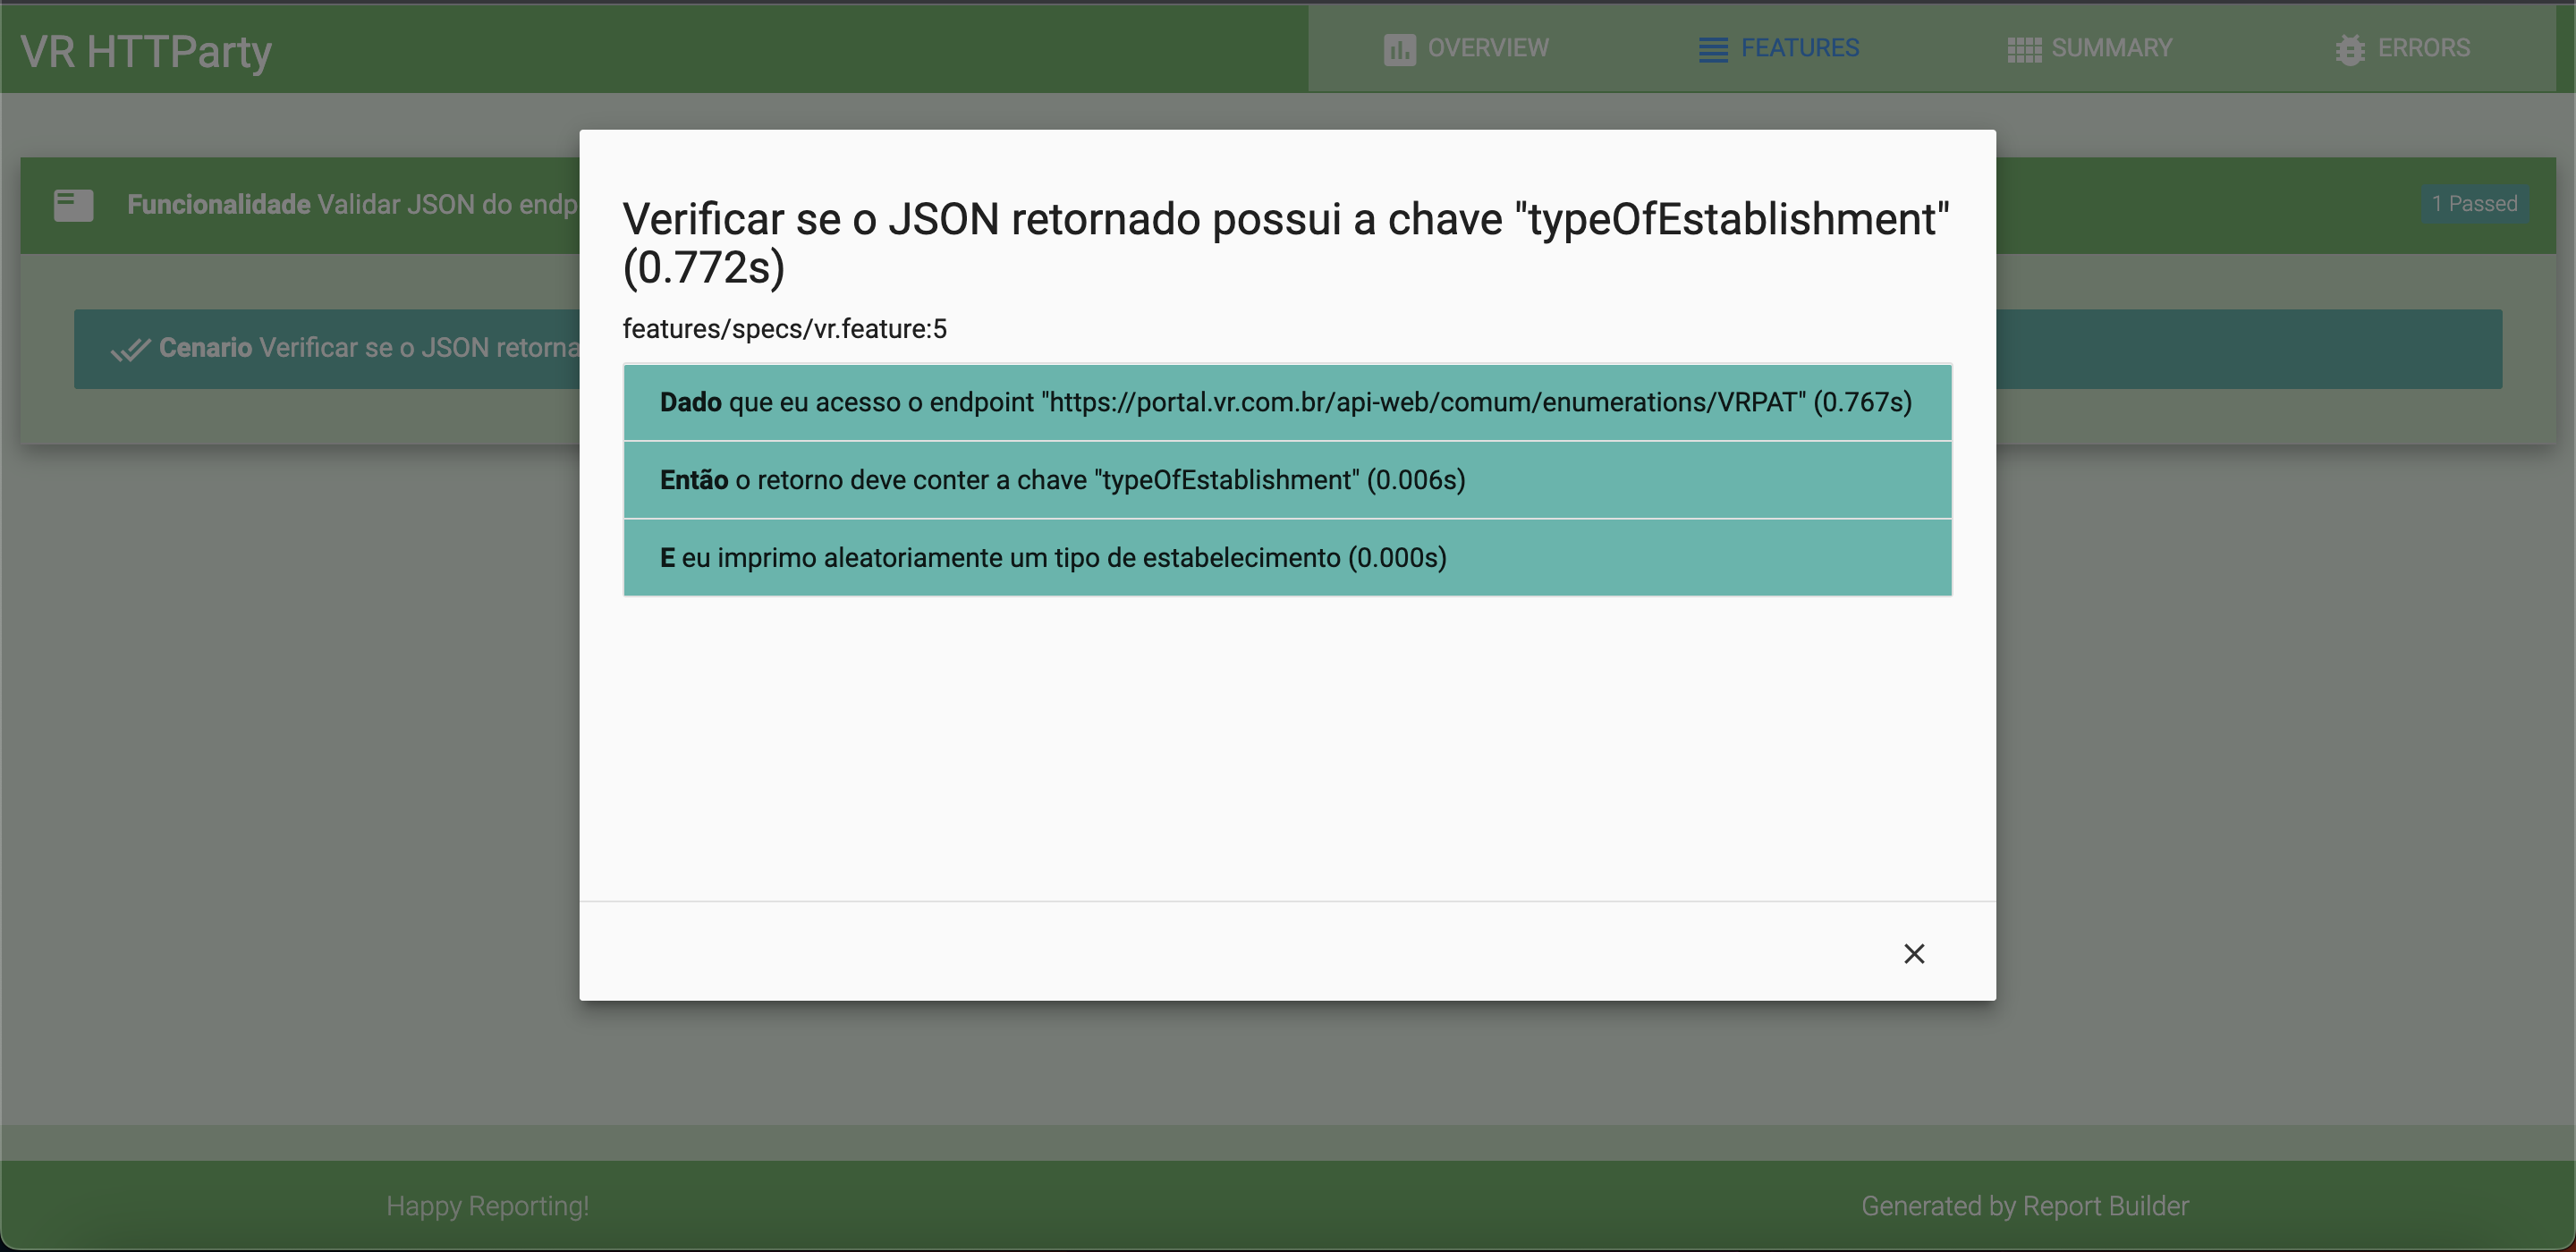 VR HTTParty
OVERVIEW
FEATURES
SUMMARY
ERRORS
Funcionalidade Validar JSON do endp
1 Passed
Cenario Verificar se o JSON retorna
Verificar se o JSON retornado possui a chave "typeOfEstablishment"
(0.772s)
features/specs/vr.feature:5
Dado que eu acesso o endpoint "https://portal.vr.com.br/api-web/comum/enumerations/VRPAT" (0.767s)
Então o retorno deve conter a chave "typeOfEstablishment" (0.006s)
E eu imprimo aleatoriamente um tipo de estabelecimento (0.000s)
Happy Reporting!
Generated by Report Builder